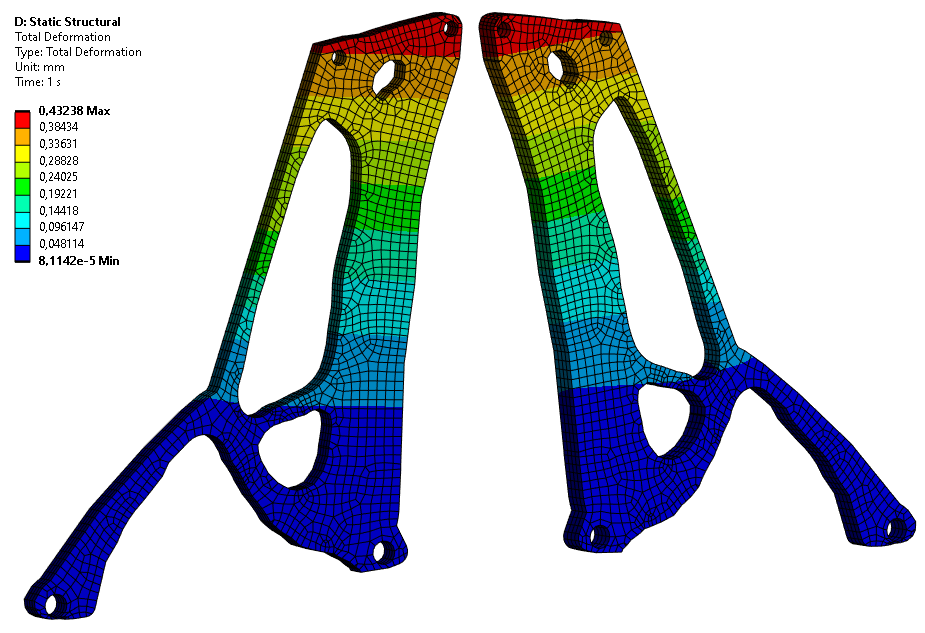 D: Static Structural
Total Deformation
Type: Total Deformation
Unit: mm
Time: 1 s
0,43238 Max
0,38434
0,33631
0,28828
0,24025
0,19221
0,14418
0,096147
0,048114
8,1142e-5 Min